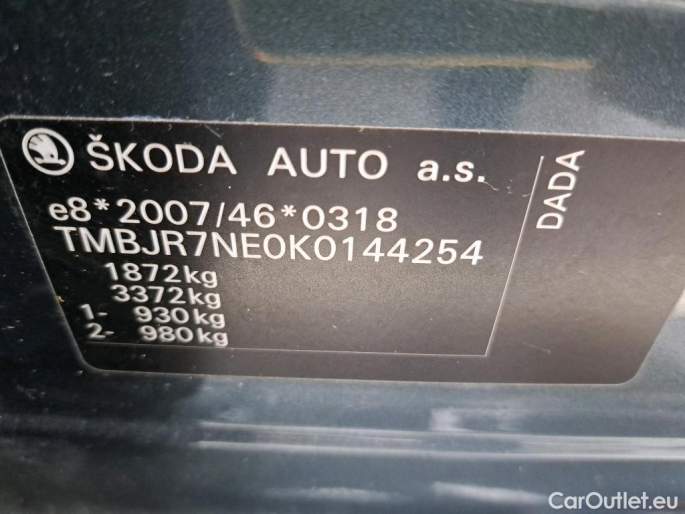 ŠKODA AUTO a.s.
e8*2007/46*0318
TMBJR7NE0K0144254
1872kg
3372kg
1- 930kg
2- 980kg
DADA
CarOutlet.eu